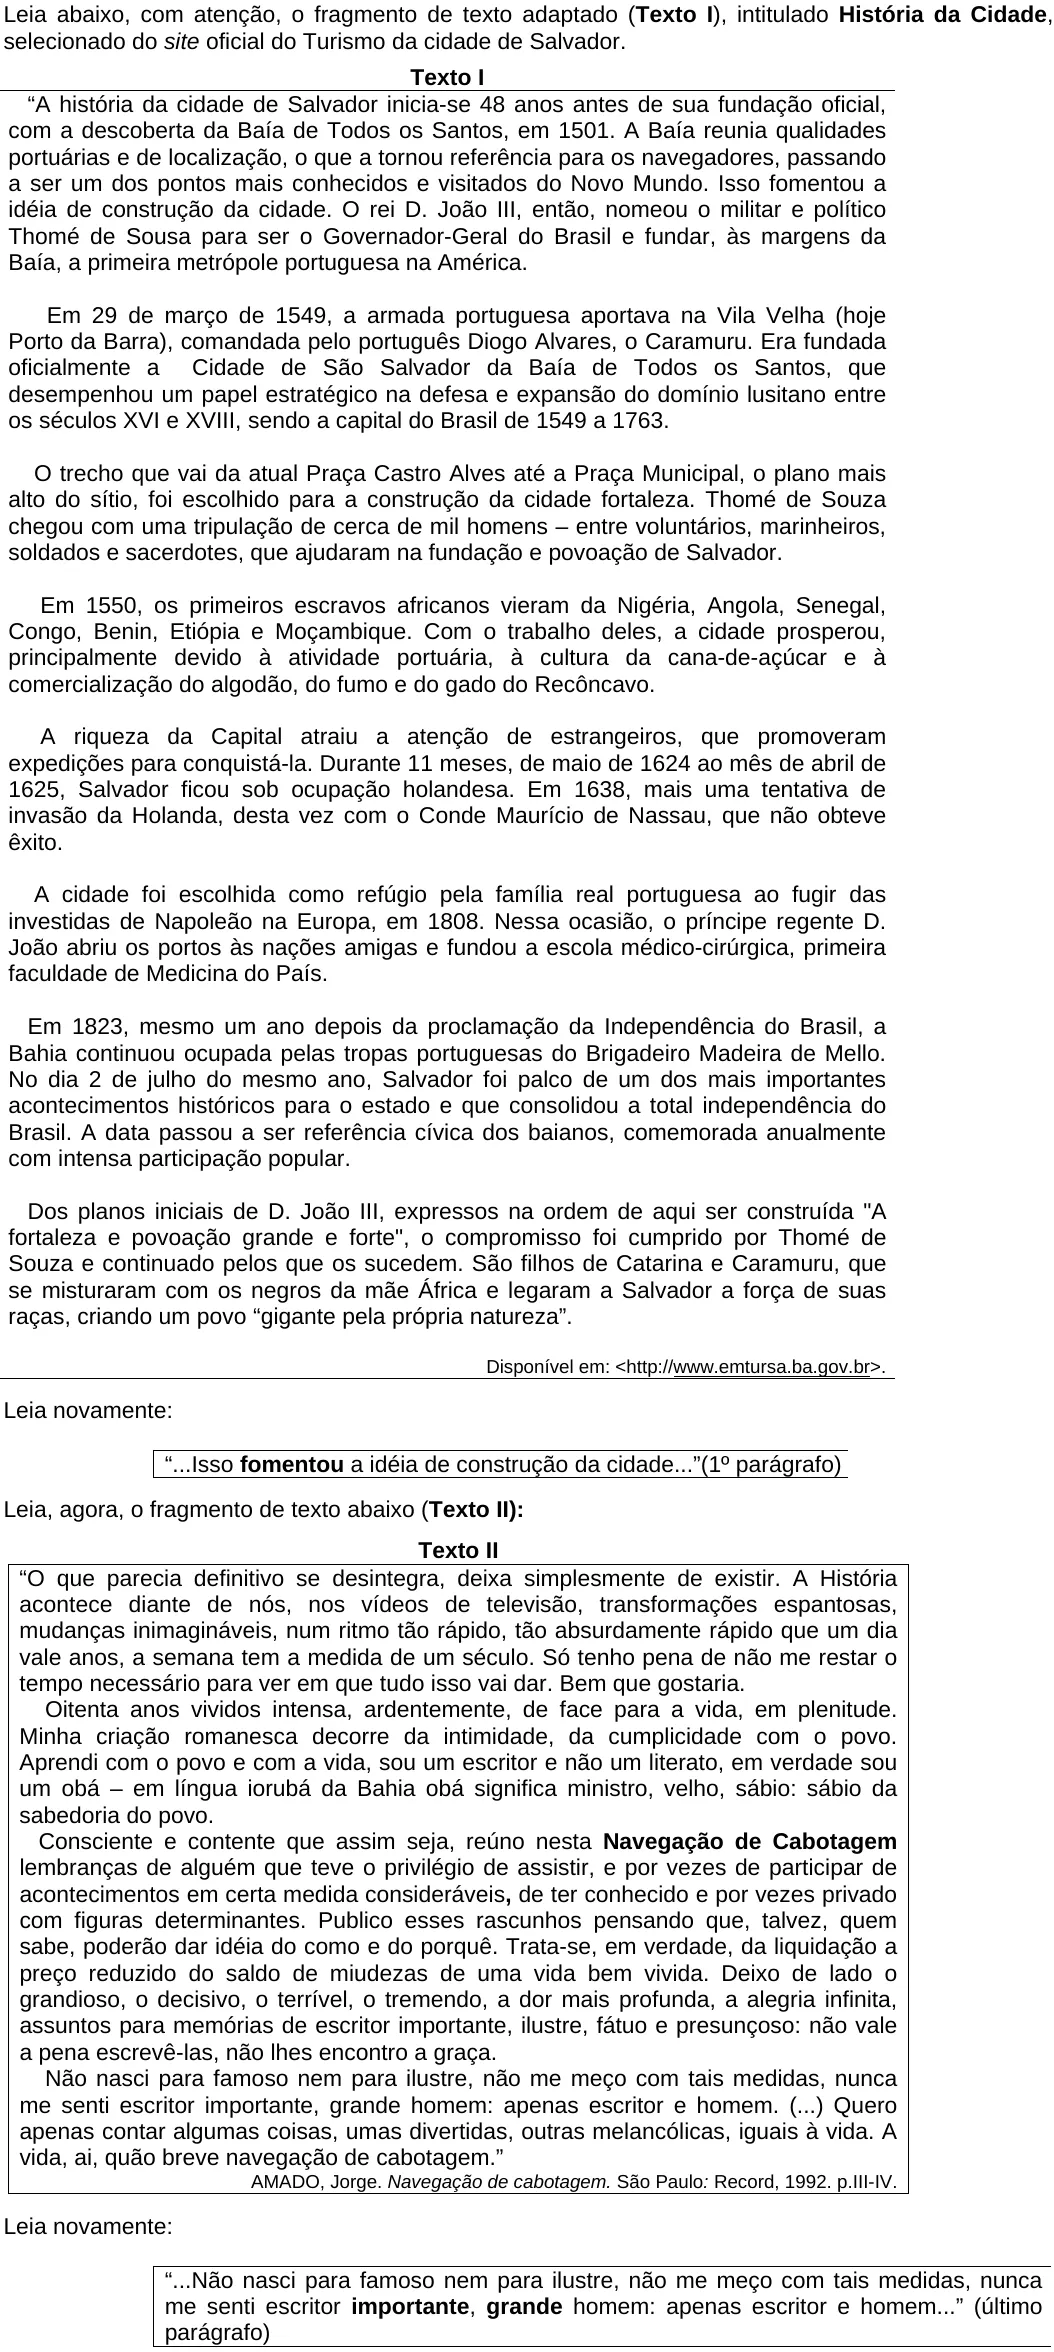 Leia abaixo, com atenção, o fragmento de texto adaptado (Texto I), intitulado História da Cidade,
selecionado do site oficial do Turismo da cidade de Salvador.
Texto I
“A história da cidade de Salvador inicia-se 48 anos antes de sua fundação oficial,
com a descoberta da Baía de Todos os Santos, em 1501. A Baía reunia qualidades
portuárias e de localização, o que a tornou referência para os navegadores, passando
a ser um dos pontos mais conhecidos e visitados do Novo Mundo. Isso fomentou a
idéia de construção da cidade. O rei D. João III, então, nomeou o militar e político
Thomé de Sousa para ser o Governador-Geral do Brasil e fundar, às margens da
Baía, a primeira metrópole portuguesa na América.
Em 29 de março de 1549, a armada portuguesa aportava na Vila Velha (hoje
Porto da Barra), comandada pelo português Diogo Alvares, o Caramuru. Era fundada
oficialmente a Cidade de São Salvador da Baía de Todos os Santos, que
desempenhou um papel estratégico na defesa e expansão do domínio lusitano entre
os séculos XVI e XVIII, sendo a capital do Brasil de 1549 a 1763.
O trecho que vai da atual Praça Castro Alves até a Praça Municipal, o plano mais
alto do sítio, foi escolhido para a construção da cidade fortaleza. Thomé de Souza
chegou com uma tripulação de cerca de mil homens – entre voluntários, marinheiros,
soldados e sacerdotes, que ajudaram na fundação e povoação de Salvador.
Em 1550, os primeiros escravos africanos vieram da Nigéria, Angola, Senegal,
Congo, Benin, Etiópia e Moçambique. Com o trabalho deles, a cidade prosperou,
principalmente devido à atividade portuária, à cultura da cana-de-açúcar e à
comercialização do algodão, do fumo e do gado do Recôncavo.
A riqueza da Capital atraiu a atenção de estrangeiros, que promoveram
expedições para conquistá-la. Durante 11 meses, de maio de 1624 ao mês de abril de
1625, Salvador ficou sob ocupação holandesa. Em 1638, mais uma tentativa de
invasão da Holanda, desta vez com o Conde Maurício de Nassau, que não obteve
êxito.
A cidade foi escolhida como refúgio pela família real portuguesa ao fugir das
investidas de Napoleão na Europa, em 1808. Nessa ocasião, o príncipe regente D.
João abriu os portos às nações amigas e fundou a escola médico-cirúrgica, primeira
faculdade de Medicina do País.
Em 1823, mesmo um ano depois da proclamação da Independência do Brasil, a
Bahia continuou ocupada pelas tropas portuguesas do Brigadeiro Madeira de Mello.
No dia 2 de julho do mesmo ano, Salvador foi palco de um dos mais importantes
acontecimentos históricos para o estado e que consolidou a total independência do
Brasil. A data passou a ser referência cívica dos baianos, comemorada anualmente
com intensa participação popular.
Dos planos iniciais de D. João III, expressos na ordem de aqui ser construída "A
fortaleza e povoação grande e forte", o compromisso foi cumprido por Thomé de
Souza e continuado pelos que os sucedem. São filhos de Catarina e Caramuru, que
se misturaram com os negros da mãe África e legaram a Salvador a força de suas
raças, criando um povo “gigante pela própria natureza”.
Disponível em: <http://www.emtursa.ba.gov.br>.
Leia novamente:
“...Isso fomentou a idéia de construção da cidade...”(1º parágrafo)
Leia, agora, o fragmento de texto abaixo (Texto II):
Texto II
“O que parecia definitivo se desintegra, deixa simplesmente de existir. A História
acontece diante de nós, nos vídeos de televisão, transformações espantosas,
mudanças inimagináveis, num ritmo tão rápido, tão absurdamente rápido que um dia
vale anos, a semana tem a medida de um século. Só tenho pena de não me restar o
tempo necessário para ver em que tudo isso vai dar. Bem que gostaria.
Oitenta anos vividos intensa, ardentemente, de face para a vida, em plenitude.
Minha criação romanesca decorre da intimidade, da cumplicidade com o povo.
Aprendi com o povo e com a vida, sou um escritor e não um literato, em verdade sou
um obá – em língua iorubá da Bahia obá significa ministro, velho, sábio: sábio da
sabedoria do povo.
Consciente e contente que assim seja, reúno nesta Navegação de Cabotagem
lembranças de alguém que teve o privilégio de assistir, e por vezes de participar de
acontecimentos em certa medida consideráveis, de ter conhecido e por vezes privado
com figuras determinantes. Publico esses rascunhos pensando que, talvez, quem
sabe, poderão dar idéia do como e do porquê. Trata-se, em verdade, da liquidação a
preço reduzido do saldo de miudezas de uma vida bem vivida. Deixo de lado o
grandioso, o decisivo, o terrível, o tremendo, a dor mais profunda, a alegria infinita,
assuntos para memórias de escritor importante, ilustre, fátuo e presunçoso: não vale
a pena escrevê-las, não lhes encontro a graça.
Não nasci para famoso nem para ilustre, não me meço com tais medidas, nunca
me senti escritor importante, grande homem: apenas escritor e homem. (...) Quero
apenas contar algumas coisas, umas divertidas, outras melancólicas, iguais à vida. A
vida, ai, quão breve navegação de cabotagem.”
AMADO, Jorge. Navegação de cabotagem. São Paulo: Record, 1992. p.III-IV.
Leia novamente:
“...Não nasci para famoso nem para ilustre, não me meço com tais medidas, nunca
me senti escritor importante, grande homem: apenas escritor e homem...” (último
parágrafo)